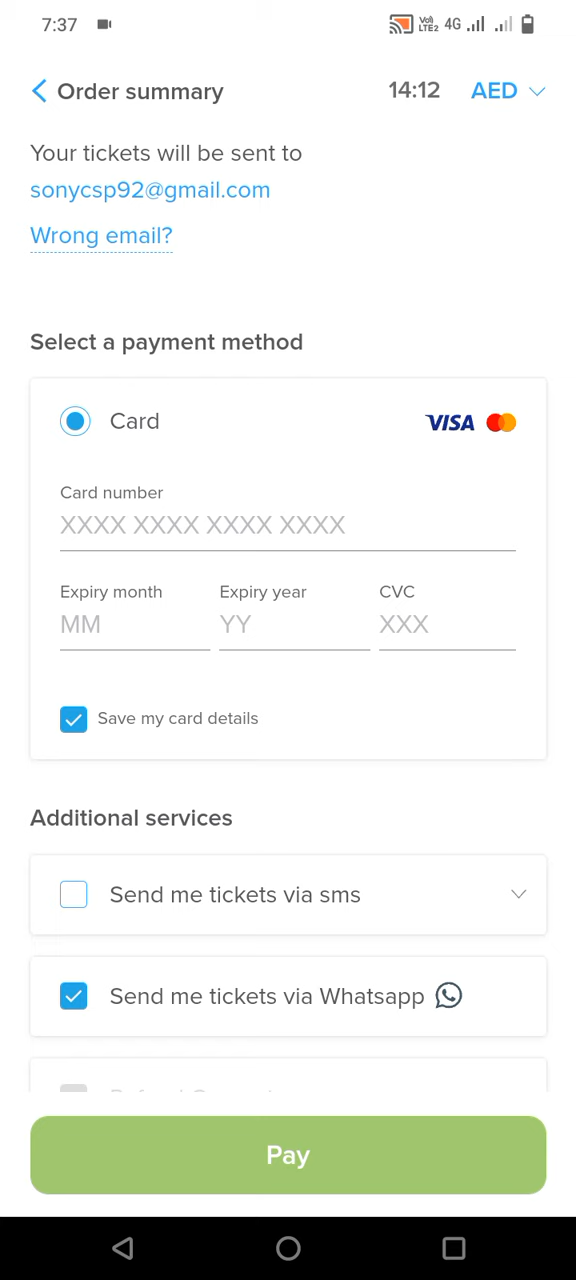 7:37
Vo)) LTE2 4G
Order summary 14:12 AED
Your tickets will be sent to
sonycsp92@gmail.com
Wrong email?
Select a payment method
Card VISA
Card number
XXXX XXXX XXXX XXXX
Expiry month Expiry year CVC
MM YY XXX
Save my card details
Additional services
Send me tickets via sms
Send me tickets via Whatsapp
Pay